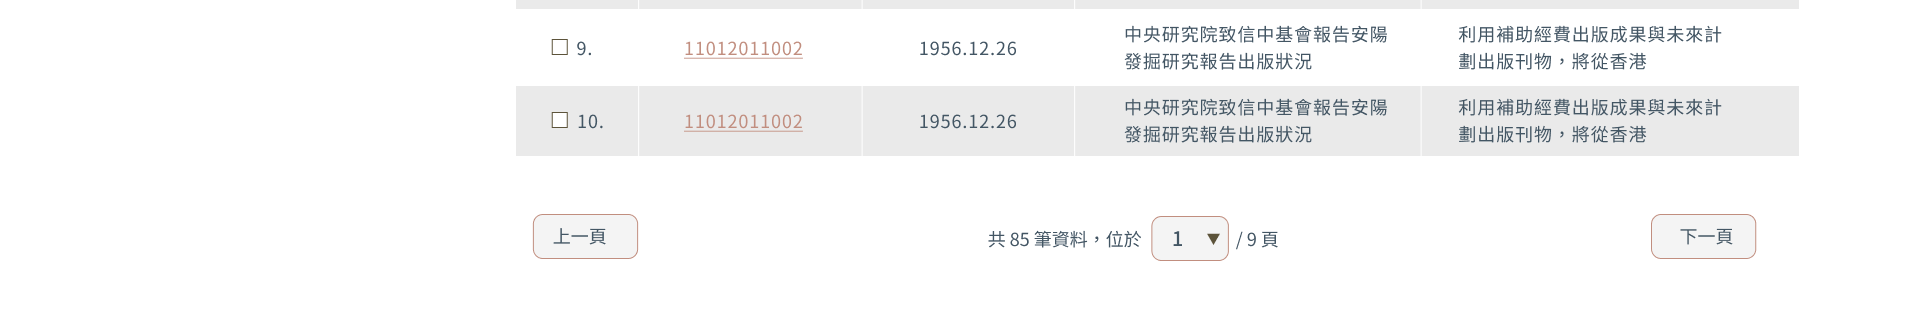 9.
11012011002
1956.12.26
中央研究院致信中基會報告安陽
發掘研究報告出版狀況
利用補助經費出版成果與未來計
劃出版刊物，將從香港
10.
11012011002
1956.12.26
中央研究院致信中基會報告安陽
發掘研究報告出版狀況
利用補助經費出版成果與未來計
劃出版刊物，將從香港
上一頁
共 85 筆資料，位於 1 ▼ / 9 頁
下一頁